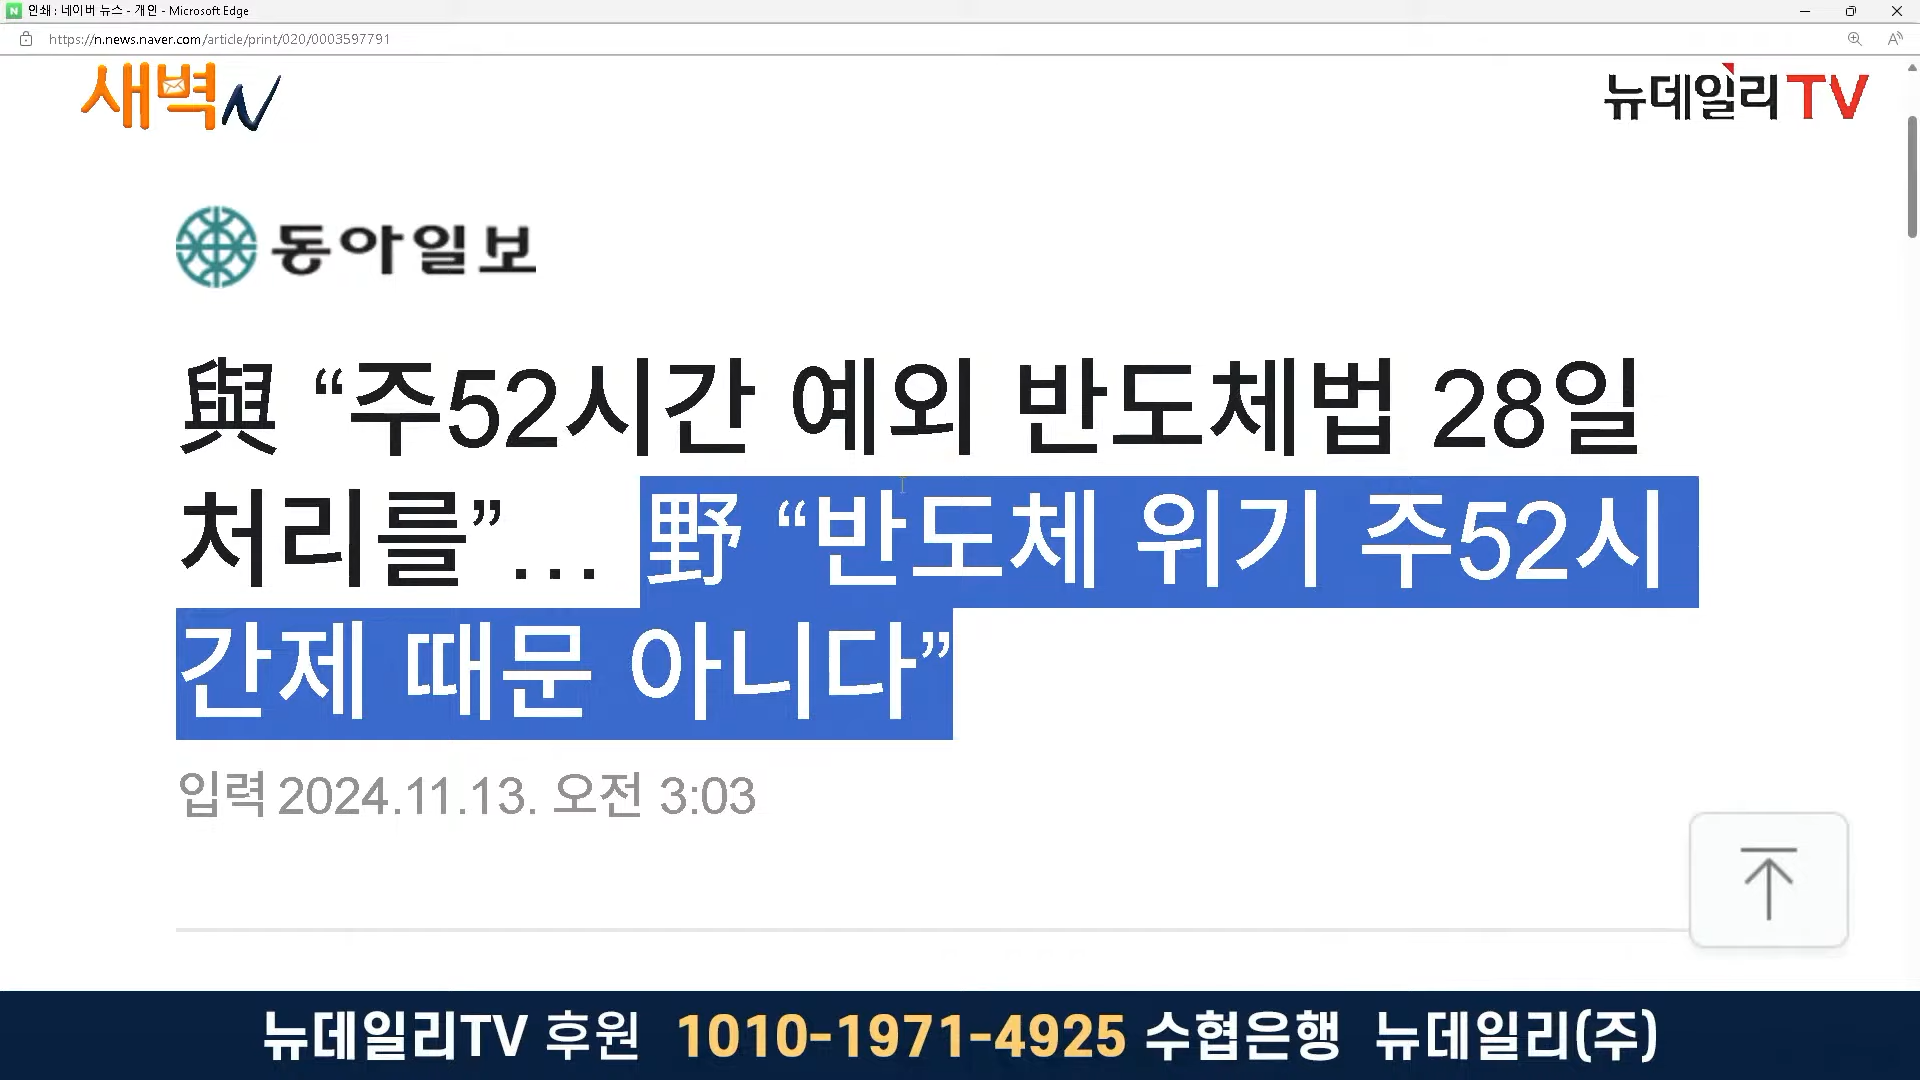 인쇄 : 네이버 뉴스 - 개인 - Microsoft Edge
https://n.news.naver.com/article/print/020/0003597791
새벽N
뉴데일리TV
동아일보
與 “주52시간 예외 반도체법 28일
처리를”… 野 “반도체 위기 주52시
간제 때문 아니다”
입력 2024.11.13. 오전 3:03
뉴데일리TV 후원 1010-1971-4925 수협은행 뉴데일리(주)